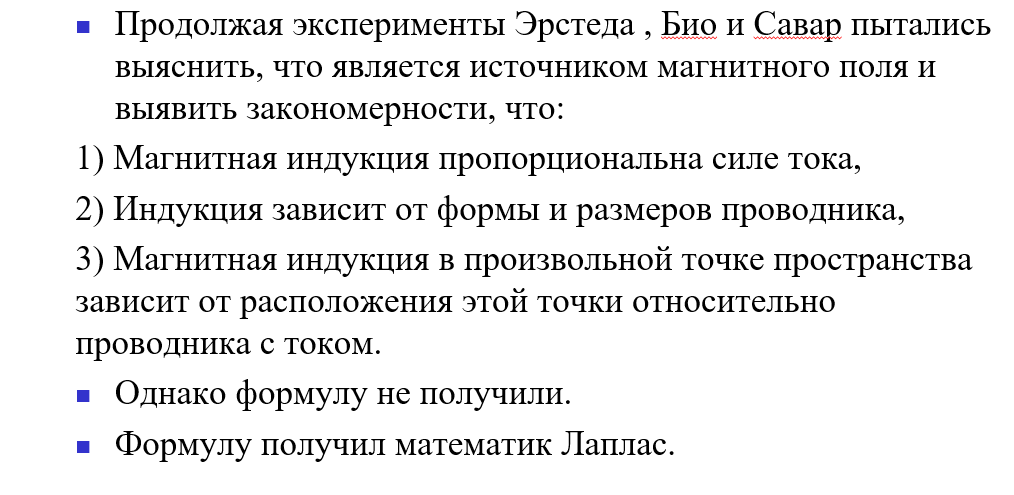 Продолжая эксперименты Эрстеда , Био и Савар пытались
выяснить, что является источником магнитного поля и
выявить закономерности, что:
1) Магнитная индукция пропорциональна силе тока,
2) Индукция зависит от формы и размеров проводника,
3) Магнитная индукция в произвольной точке пространства
зависит от расположения этой точки относительно
проводника с током.
Однако формулу не получили.
Формулу получил математик Лаплас.